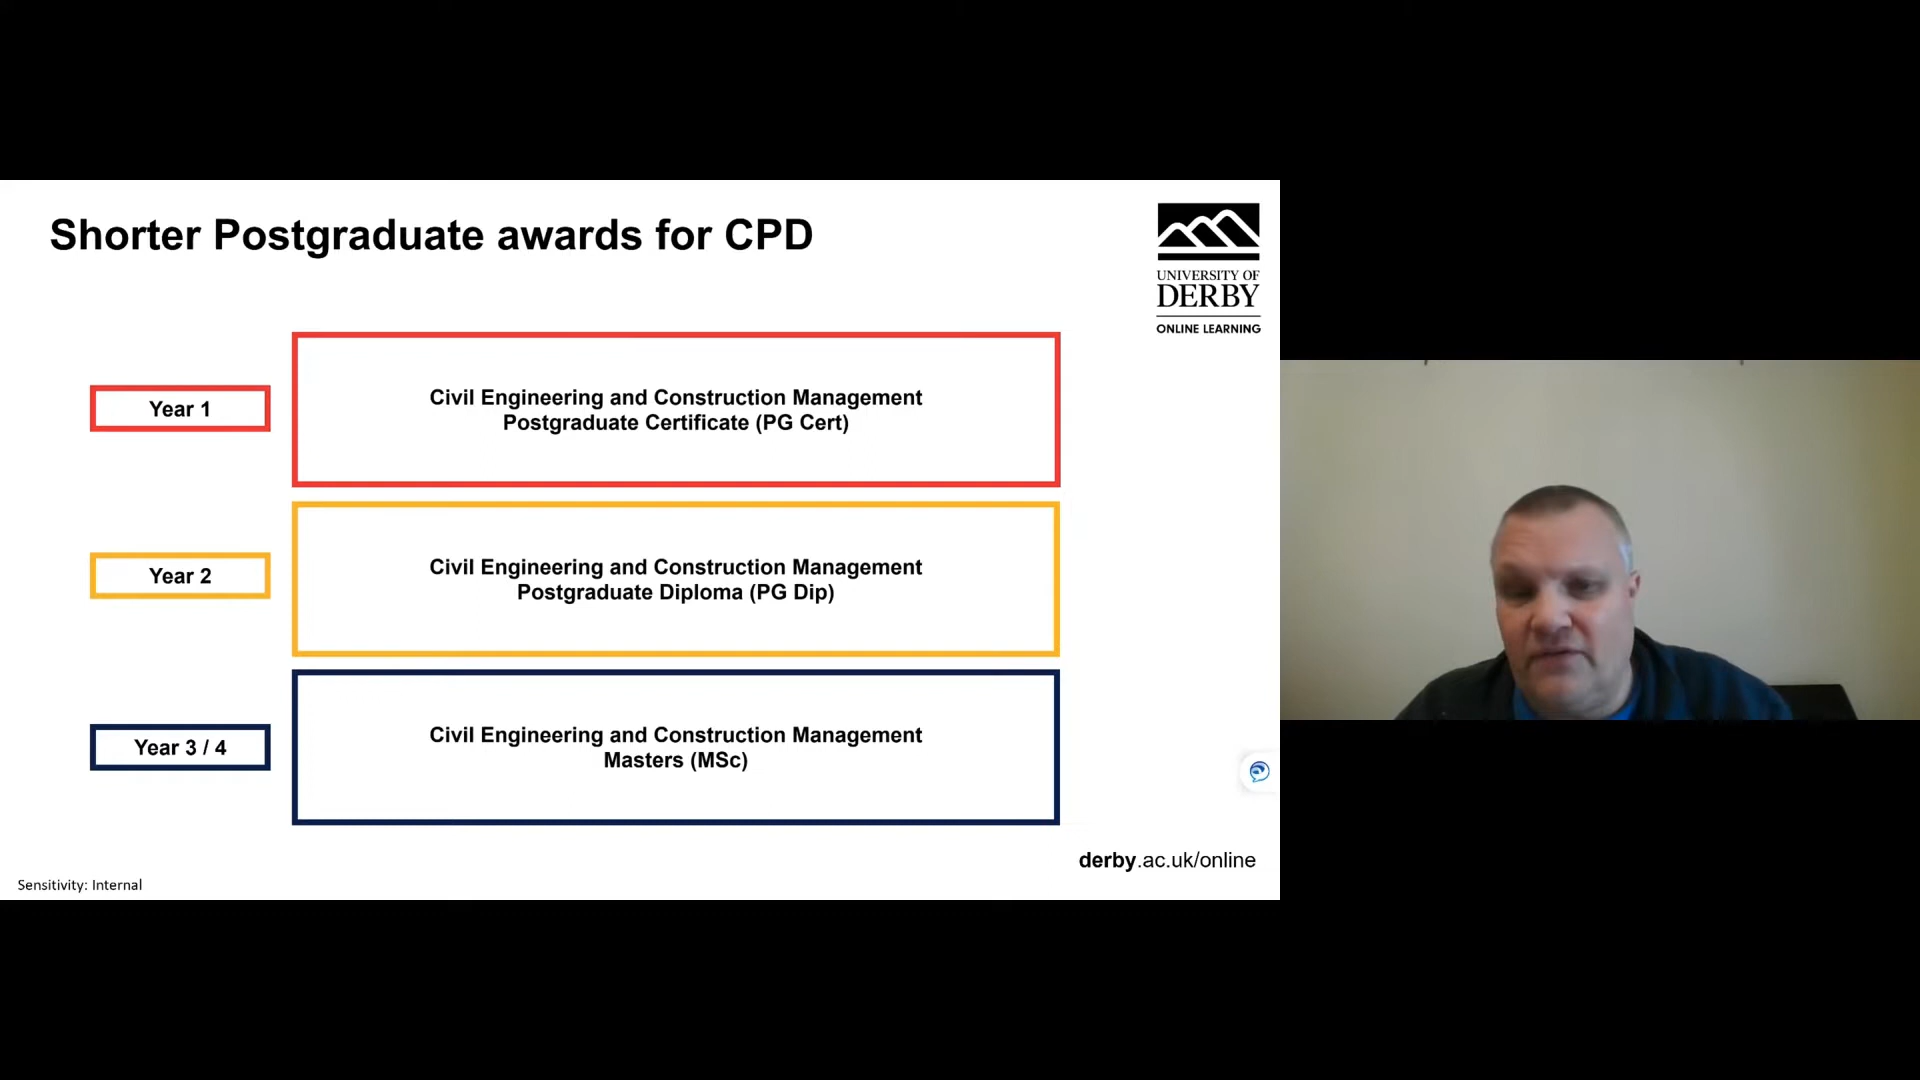 Shorter Postgraduate awards for CPD
UNIVERSITY OF
DERBY
ONLINE LEARNING
Year 1
Civil Engineering and Construction Management
Postgraduate Certificate (PG Cert)
Year 2
Civil Engineering and Construction Management
Postgraduate Diploma (PG Dip)
Year 3 / 4
Civil Engineering and Construction Management
Masters (MSc)
derby.ac.uk/online
Sensitivity: Internal